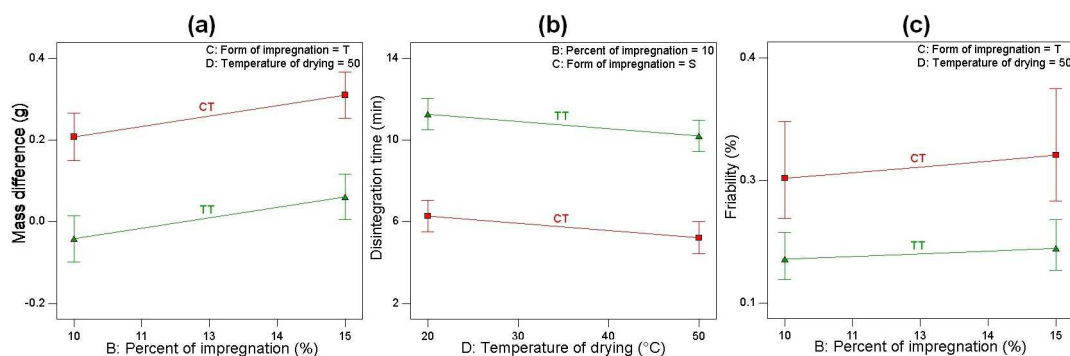 (a)
C: Form of impregnation = T
D: Temperature of drying = 50
Mass difference (g)
0.4
0.2
0.0
-0.2
CT
TT
10
11
13
14
15
B: Percent of impregnation (%)
(b)
B: Percent of impregnation = 10
C: Form of impregnation = S
Disintegration time (min)
14
10
6
2
TT
CT
20
30
40
50
D: Temperature of drying (°C)
(c)
C: Form of impregnation = T
D: Temperature of drying = 50
Friability (%)
0.4
0.3
0.1
CT
TT
10
11
13
14
15
B: Percent of impregnation (%)